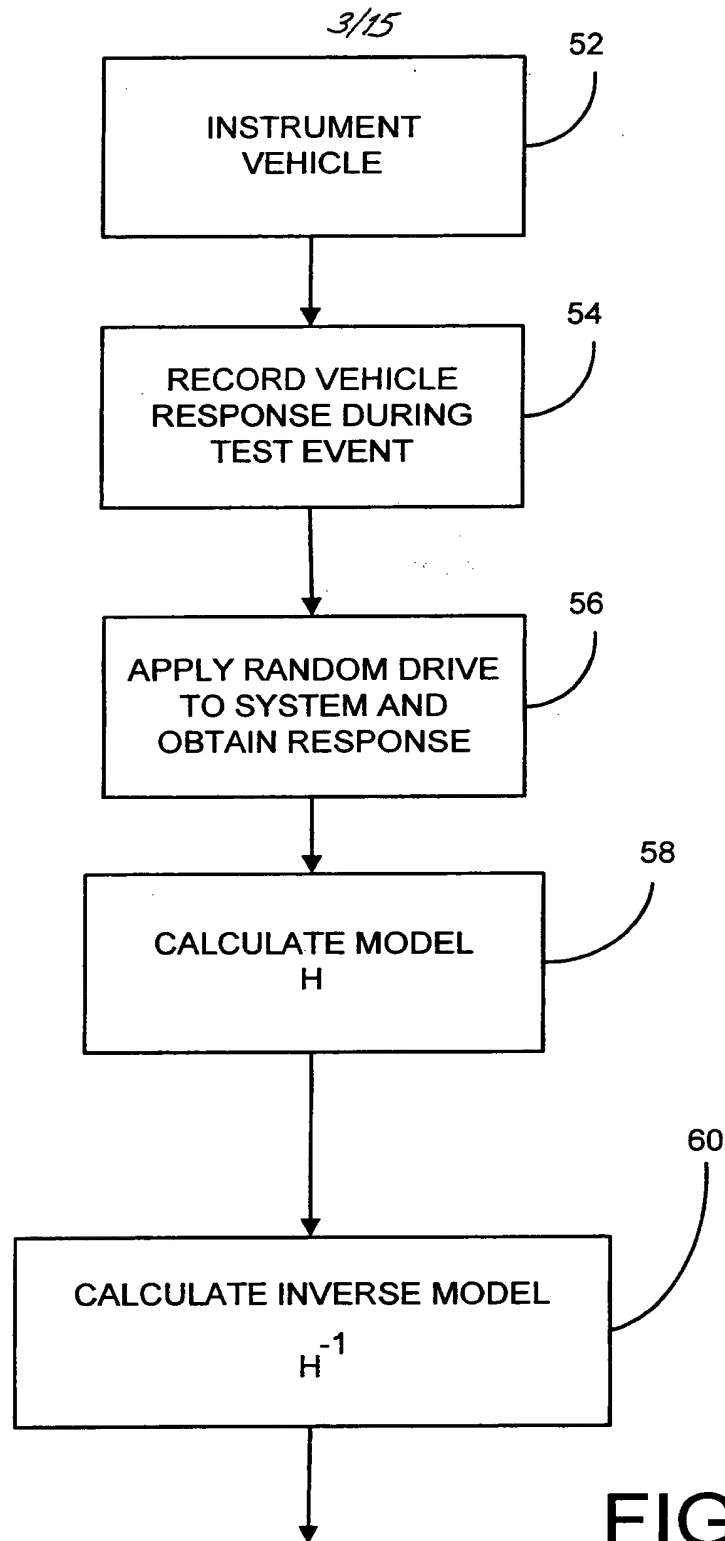 3/15
52
INSTRUMENT
VEHICLE
54
RECORD VEHICLE
RESPONSE DURING
TEST EVENT
56
APPLY RANDOM DRIVE
TO SYSTEM AND
OBTAIN RESPONSE
58
CALCULATE MODEL
H
60
CALCULATE INVERSE MODEL
H-1
FIG